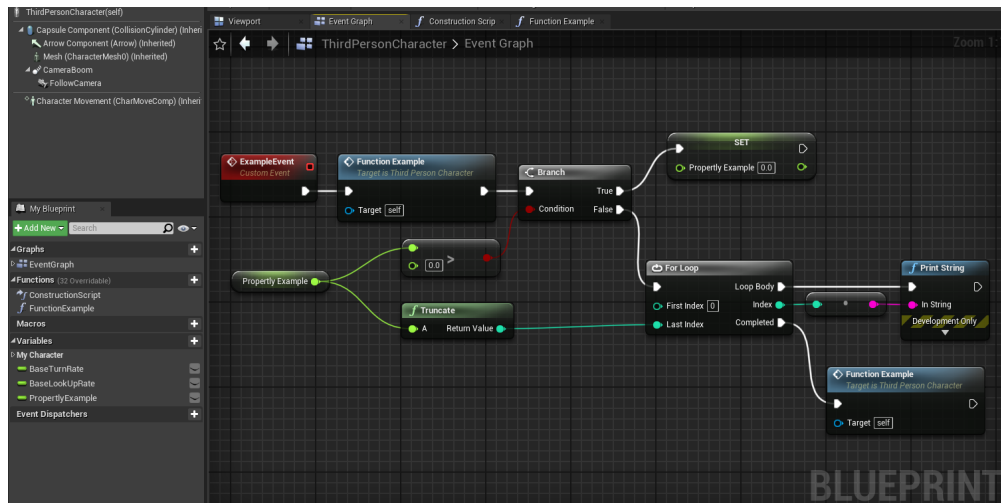 ThirdPersonCharacter(self)
Capsule Component (CollisionCylinder) (Inheri
Arrow Component (Arrow) (Inherited)
Mesh (CharacterMesh0) (Inherited)
CameraBoom
FollowCamera
Character Movement (CharMoveComp) (Inheri
My Blueprint
+ Add New
Search
Graphs
EventGraph
Functions (32 Overridable)
ConstructionScript
FunctionExample
Macros
Variables
My Character
BaseTurnRate
BaseLookUpRate
PropertlyExample
Event Dispatchers
Viewport
Event Graph
Construction Scrip
Function Example
ThirdPersonCharacter > Event Graph
Zoom 1:
ExampleEvent
Custom Event
Function Example
Target is Third Person Character
Target self
Branch
True
Condition False
SET
Propertly Example 0.0
Propertly Example
0.0 >
Truncate
A Return Value
For Loop
Loop Body
First Index 0 Index
Last Index Completed
Print String
In String
Development Only
Function Example
Target is Third Person Character
Target self
BLUEPRINT